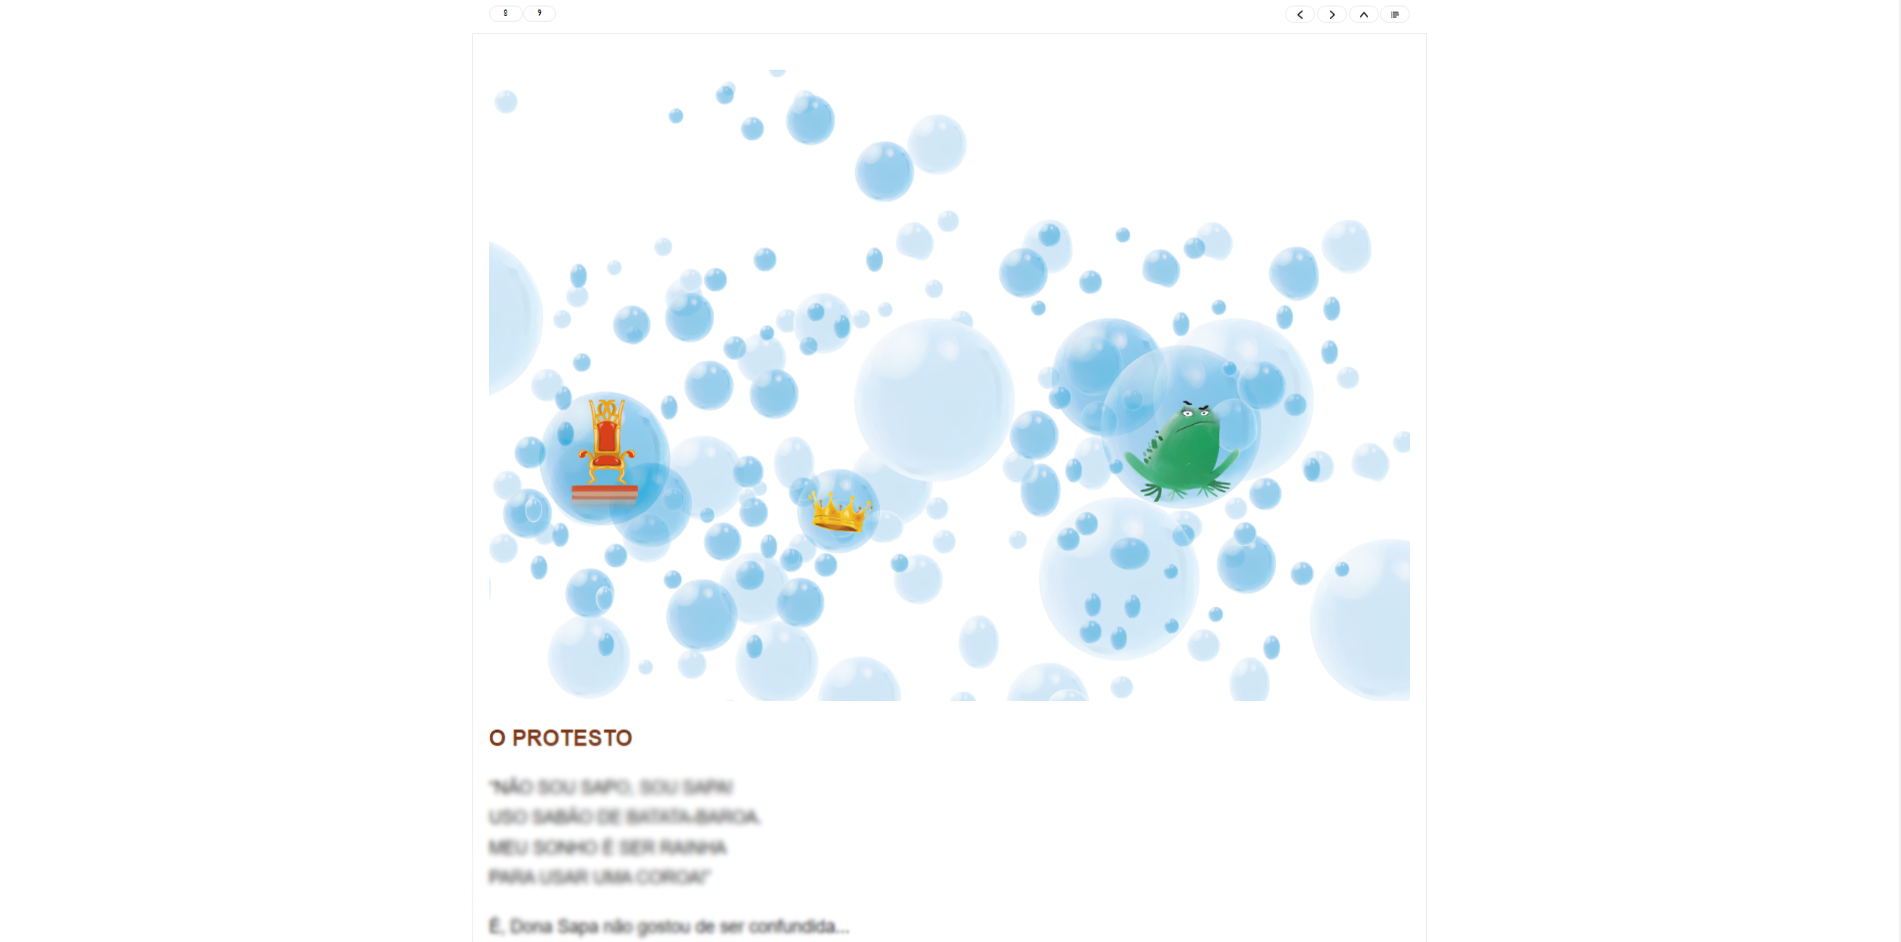 8 9
O PROTESTO
"NÃO SOU SAPO, SOU SAPA!
USO SABÃO DE BATATA-BAROA.
MEU SONHO É SER RAINHA
PARA USAR UMA COROA!"
É, Dona Sapa não gostou de ser confundida...